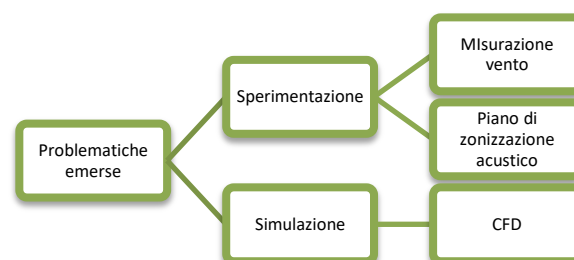 Problematiche
emerse
Sperimentazione
MIsurazione
vento
Piano di
zonizzazione
acustico
Simulazione
CFD